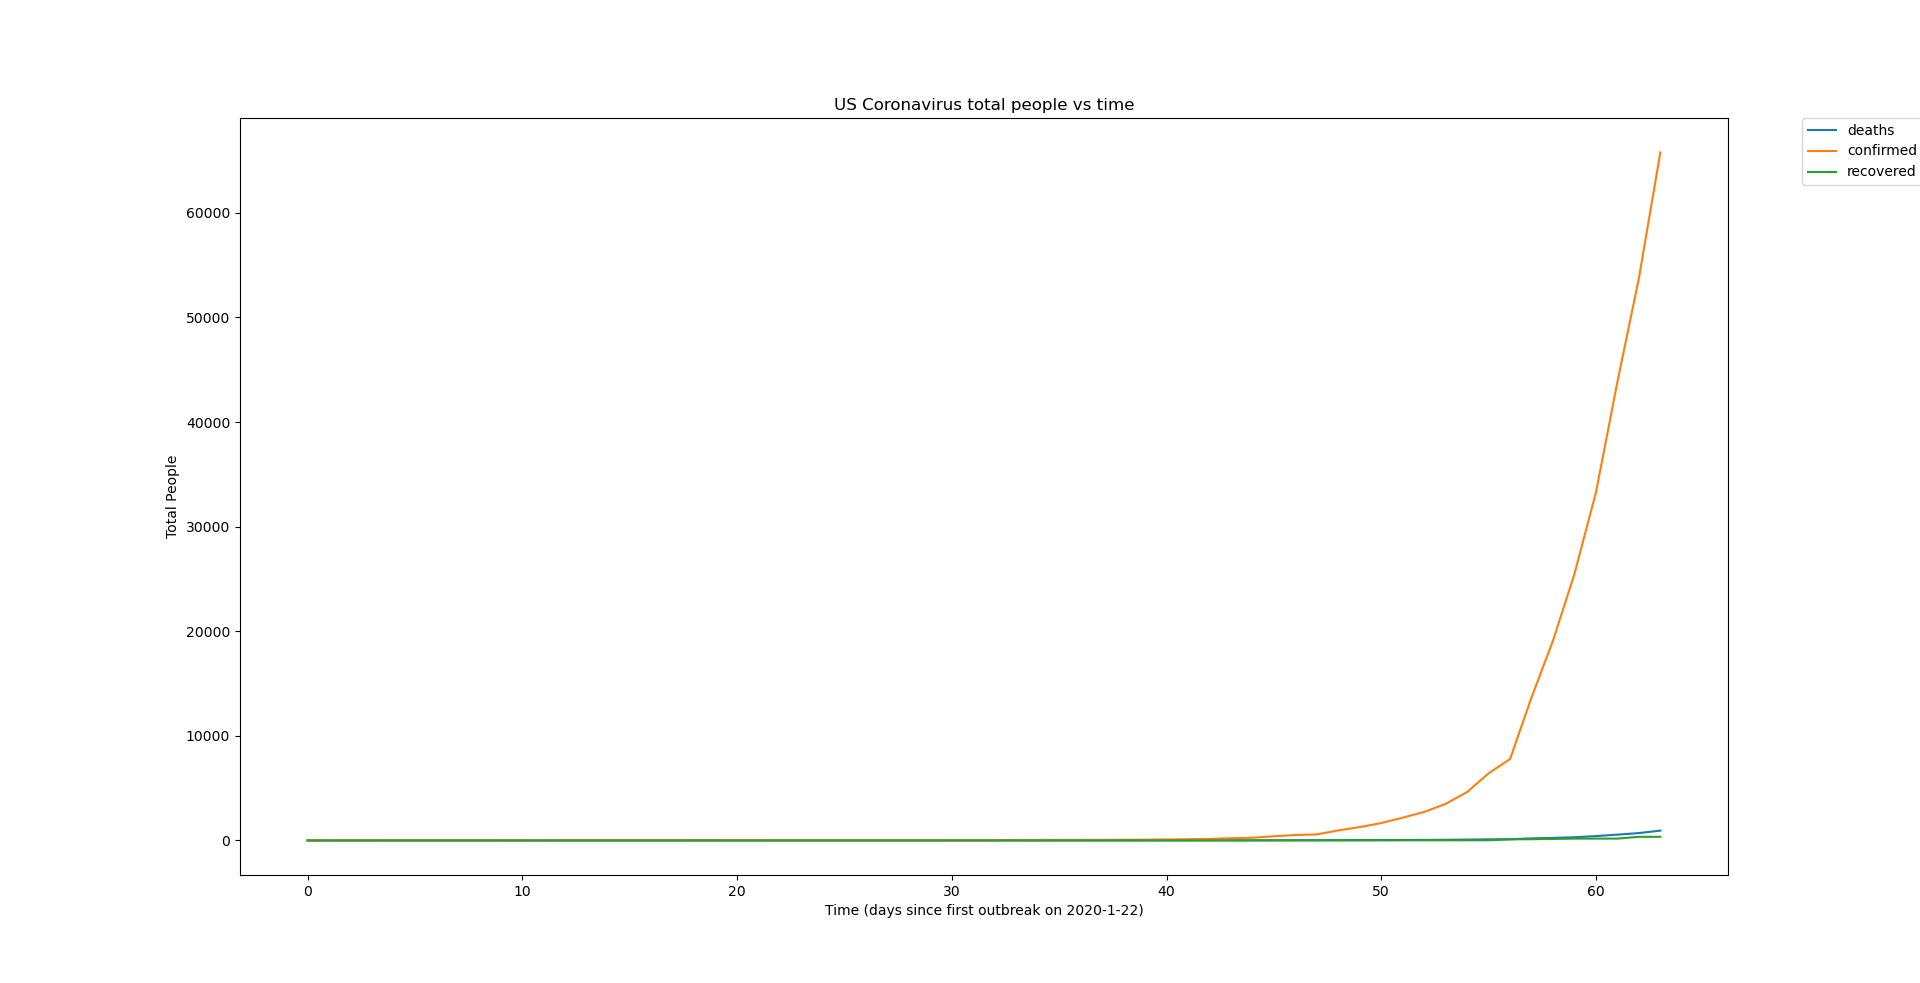 US Coronavirus total people vs time
deaths
confirmed
recovered
60000
50000
40000
30000
20000
10000
0
Total People
0 10 20 30 40 50 60
Time (days since first outbreak on 2020-1-22)